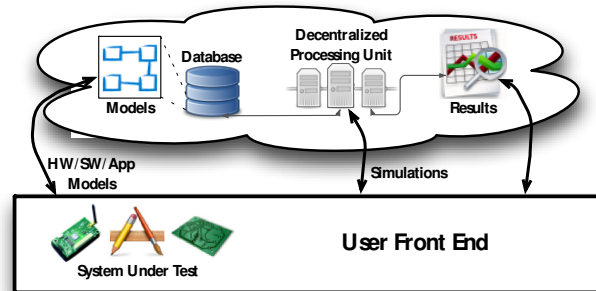 Decentralized
Processing Unit
Database
RESULTS
Models
Results
HW/SW/App
Models
Simulations
User Front End
System Under Test